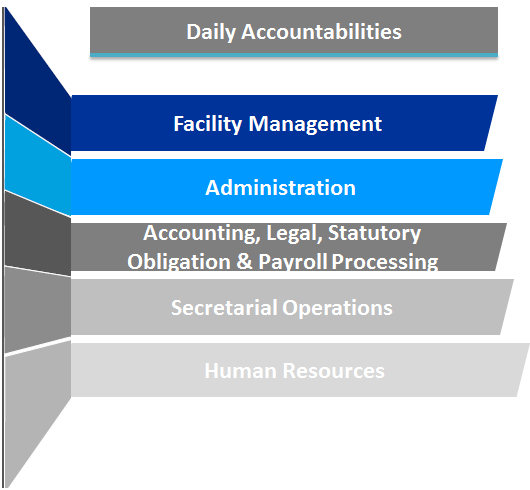 Daily Accountabilities
Facility Management
Administration
Accounting, Legal, Statutory
Obligation & Payroll Processing
Secretarial Operations
Human Resources